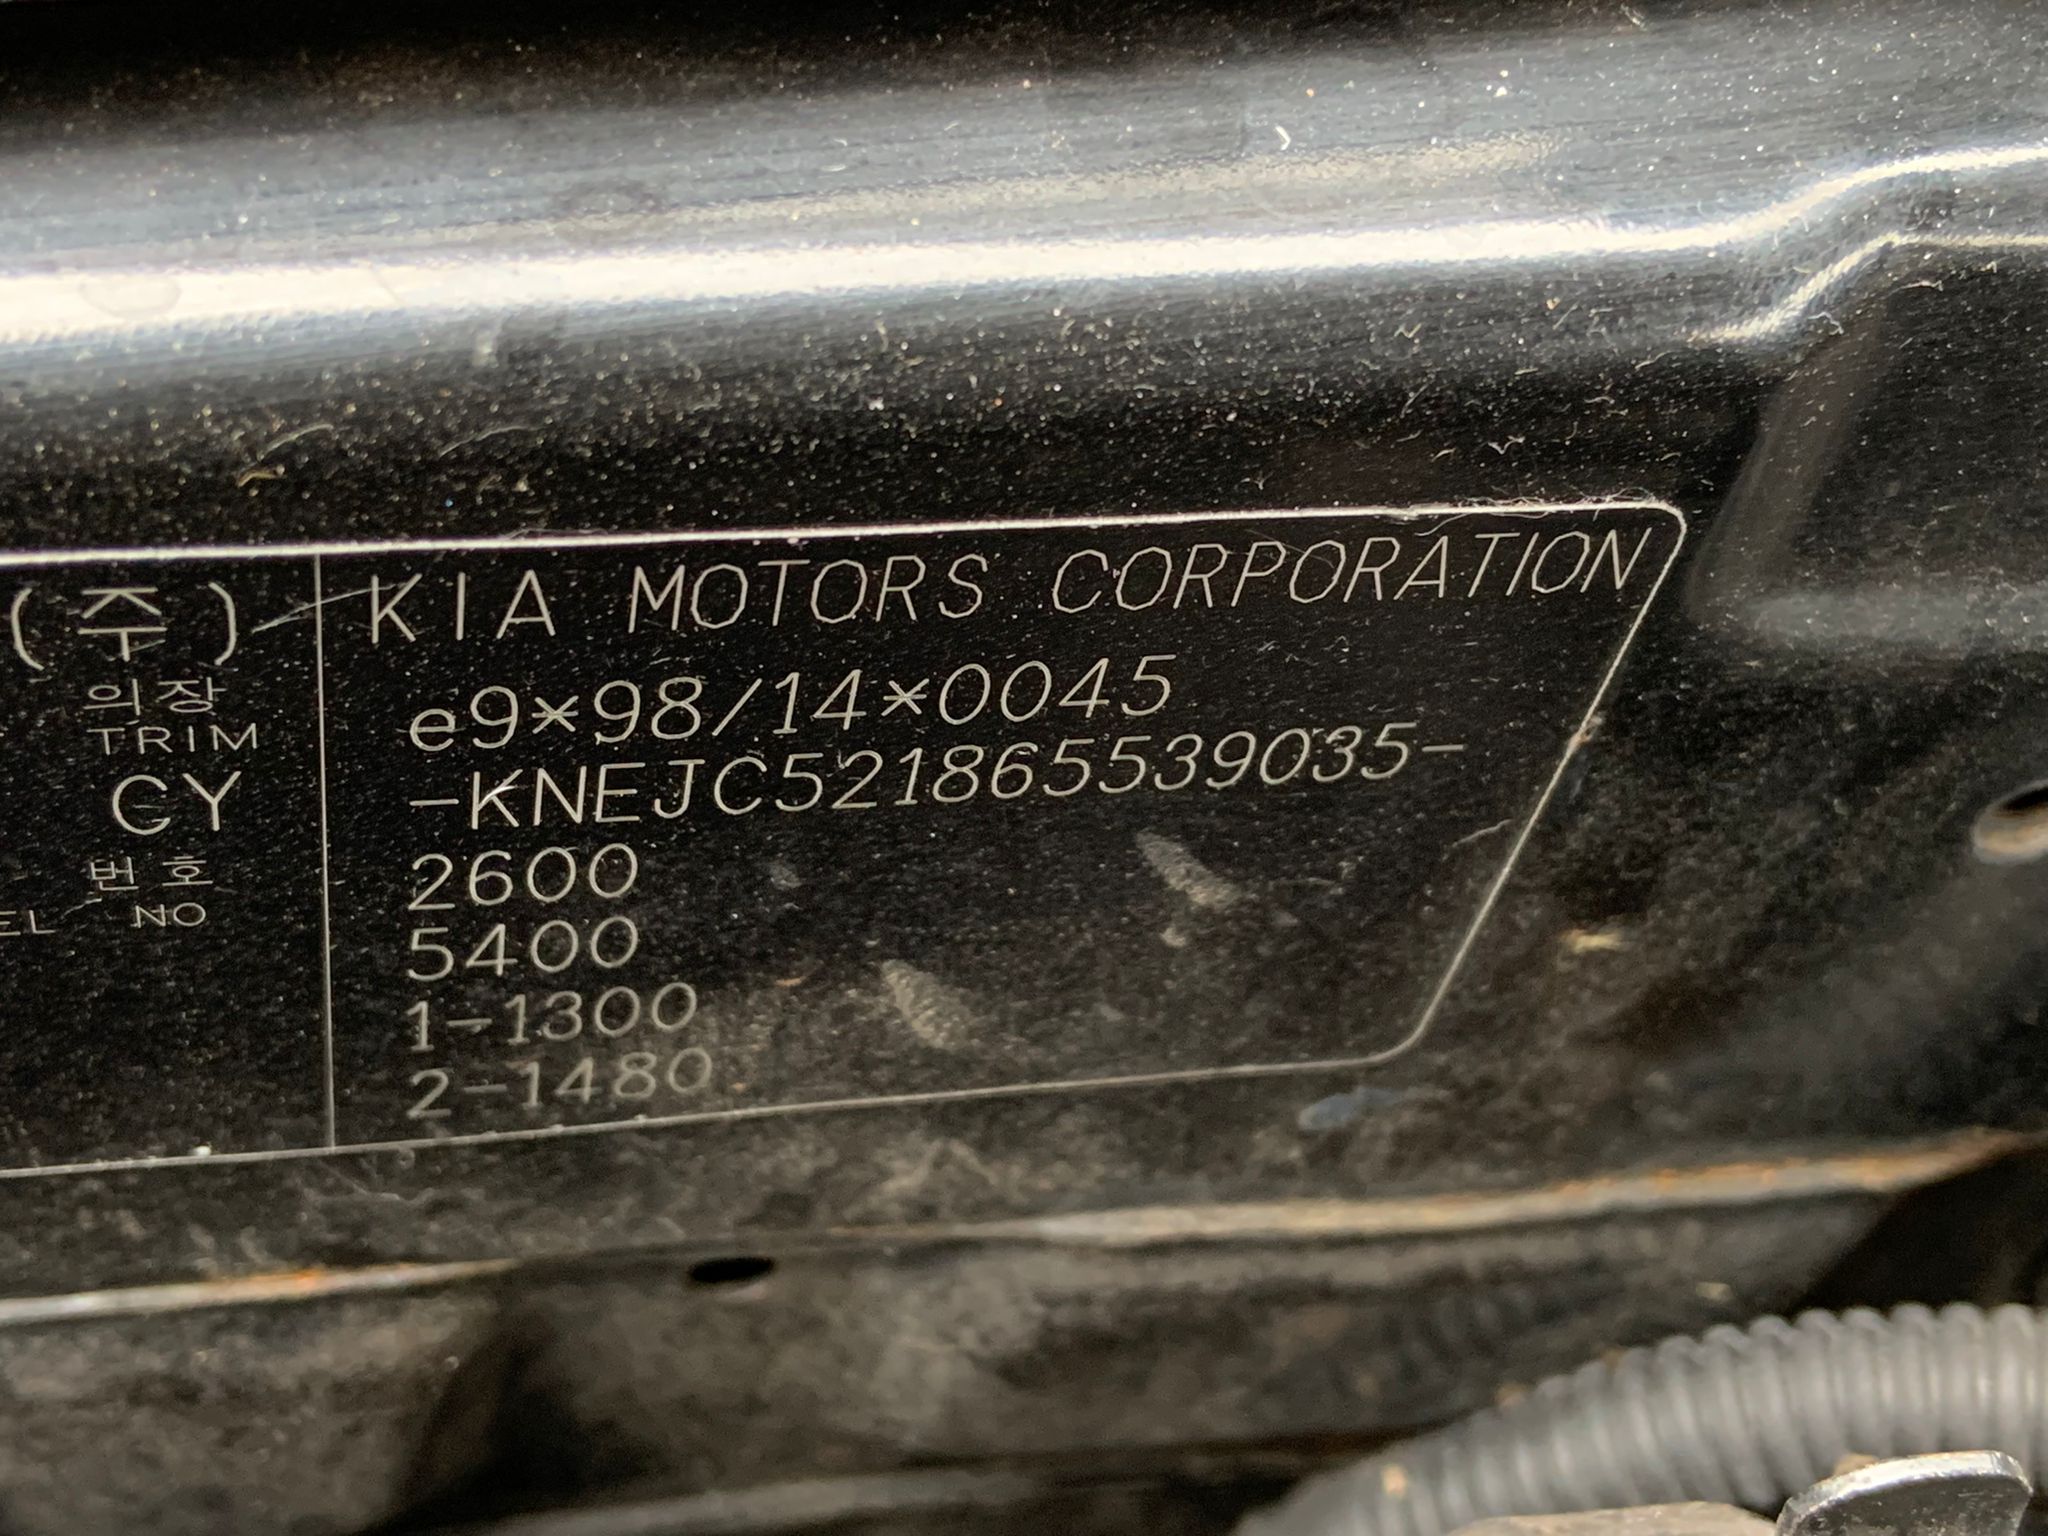 (주) KIA MOTORS CORPORATION
의장 e9*98/14*0045
TRIM
GY -KNEJC521865539035-
번호 2600
NO 5400
1-1300
2-1480